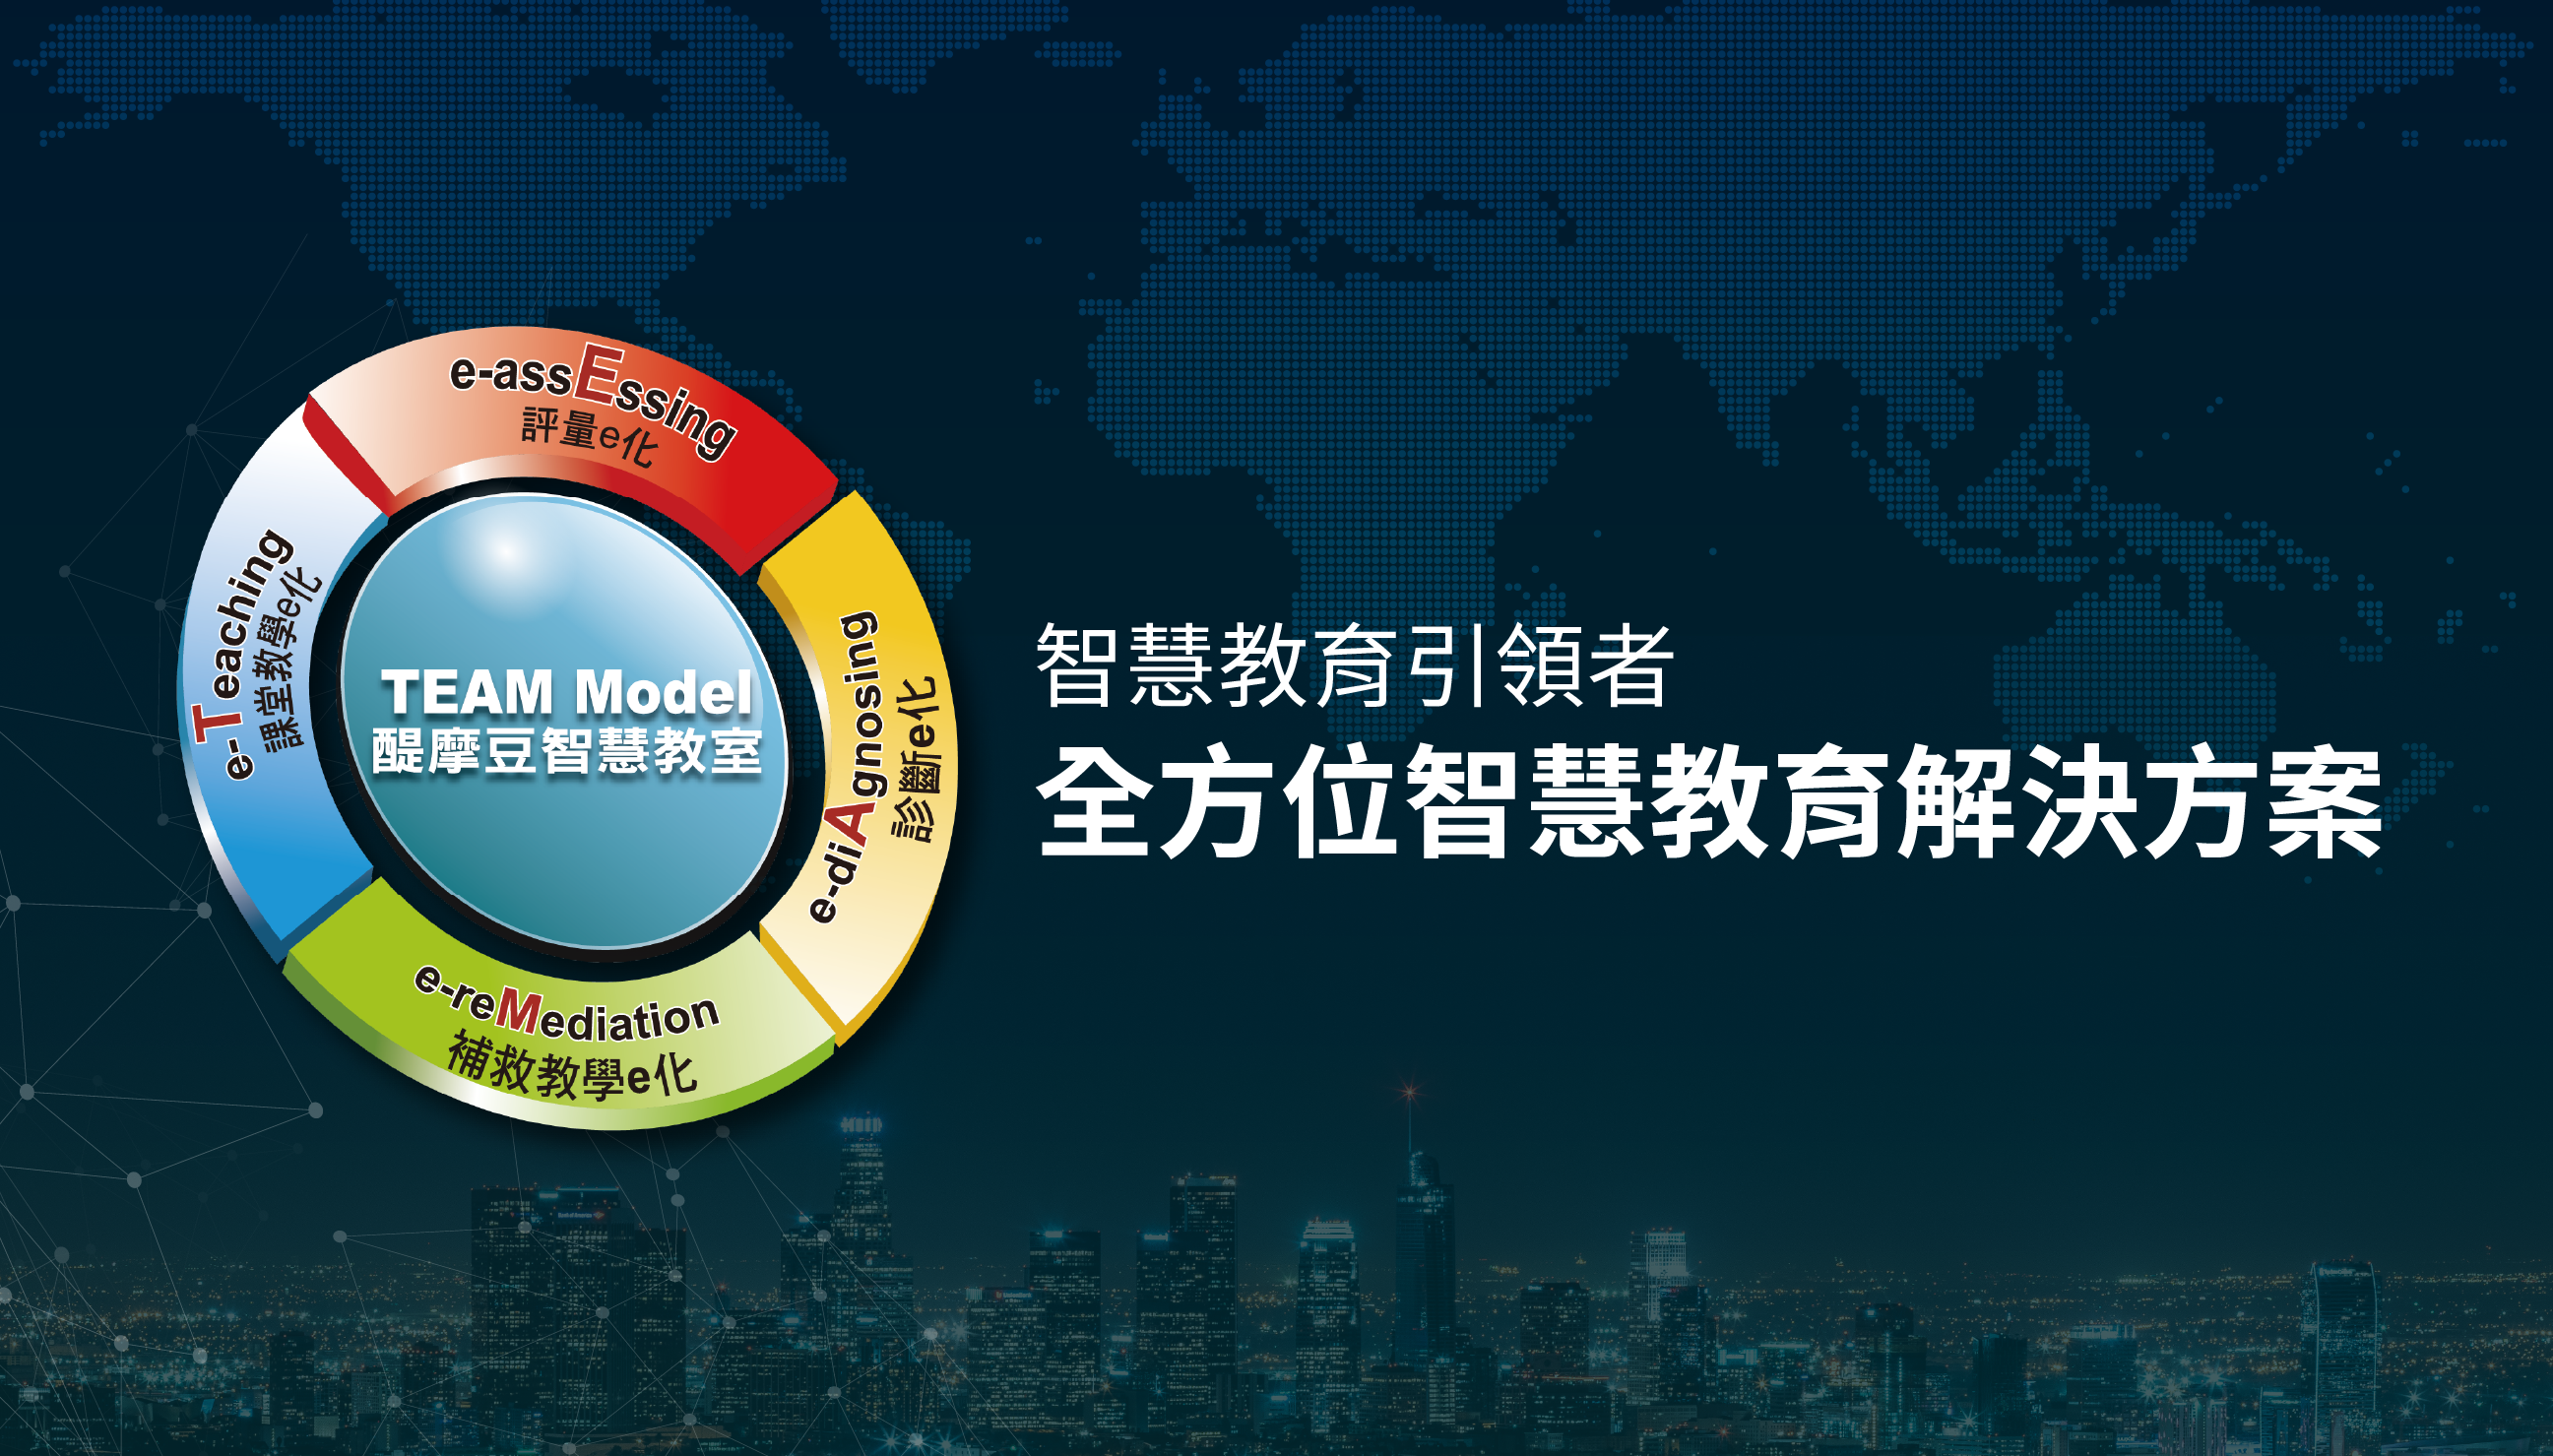 e-assEssing
評量e化
e-Teaching
課堂教學e化
TEAM Model
醍摩豆智慧教室
e-diAgnosing
診斷e化
e-reMediation
補救教學e化
智慧教育引領者
全方位智慧教育解決方案